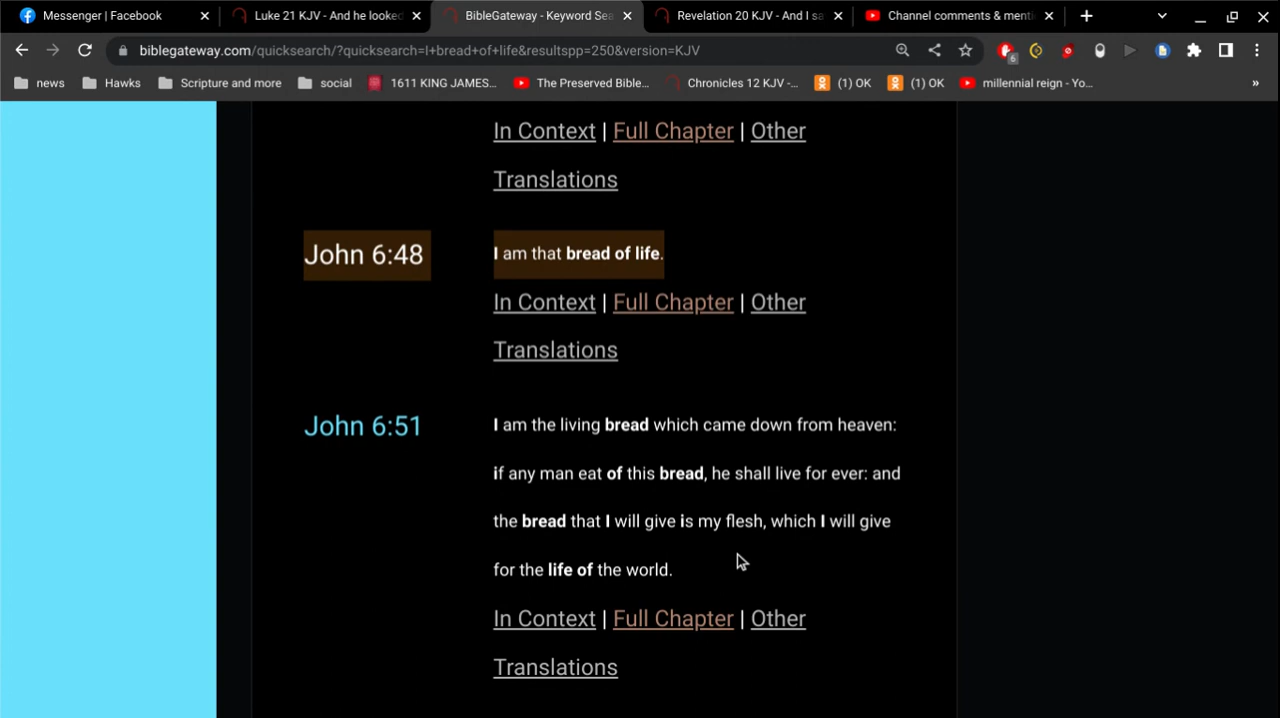 Messenger | Facebook
Luke 21 KJV - And he looked
BibleGateway - Keyword Sea
Revelation 20 KJV - And I sa
Channel comments & menti
biblegateway.com/quicksearch/?quicksearch=I+bread+of+life&resultspp=250&version=KJV
6
news
Hawks
Scripture and more
social
1611 KING JAMES...
The Preserved Bible...
Chronicles 12 KJV -...
(1) OK
(1) OK
millennial reign - Yo...
»
In Context | Full Chapter | Other
Translations
John 6:48
I am that bread of life.
In Context | Full Chapter | Other
Translations
John 6:51
I am the living bread which came down from heaven:
if any man eat of this bread, he shall live for ever: and
the bread that I will give is my flesh, which I will give
for the life of the world.
In Context | Full Chapter | Other
Translations